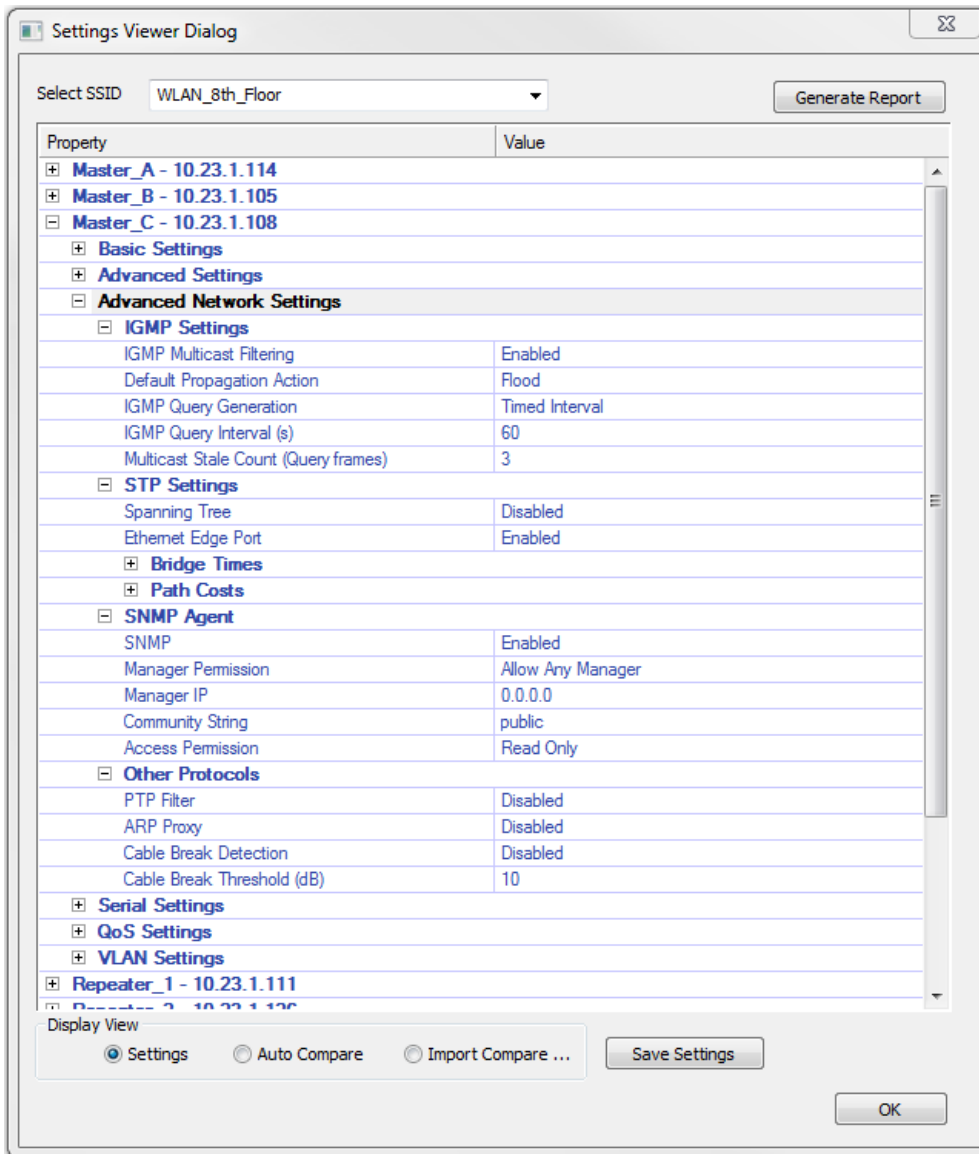 Settings Viewer Dialog
Select SSID WLAN_8th_Floor Generate Report
Property Value
Master_A - 10.23.1.114
Master_B - 10.23.1.105
Master_C - 10.23.1.108
Basic Settings
Advanced Settings
Advanced Network Settings
IGMP Settings
IGMP Multicast Filtering Enabled
Default Propagation Action Flood
IGMP Query Generation Timed Interval
IGMP Query Interval (s) 60
Multicast Stale Count (Query frames) 3
STP Settings
Spanning Tree Disabled
Ethernet Edge Port Enabled
Bridge Times
Path Costs
SNMP Agent
SNMP Enabled
Manager Permission Allow Any Manager
Manager IP 0.0.0.0
Community String public
Access Permission Read Only
Other Protocols
PTP Filter Disabled
ARP Proxy Disabled
Cable Break Detection Disabled
Cable Break Threshold (dB) 10
Serial Settings
QoS Settings
VLAN Settings
Repeater_1 - 10.23.1.111
Display View
Settings Auto Compare Import Compare ... Save Settings
OK